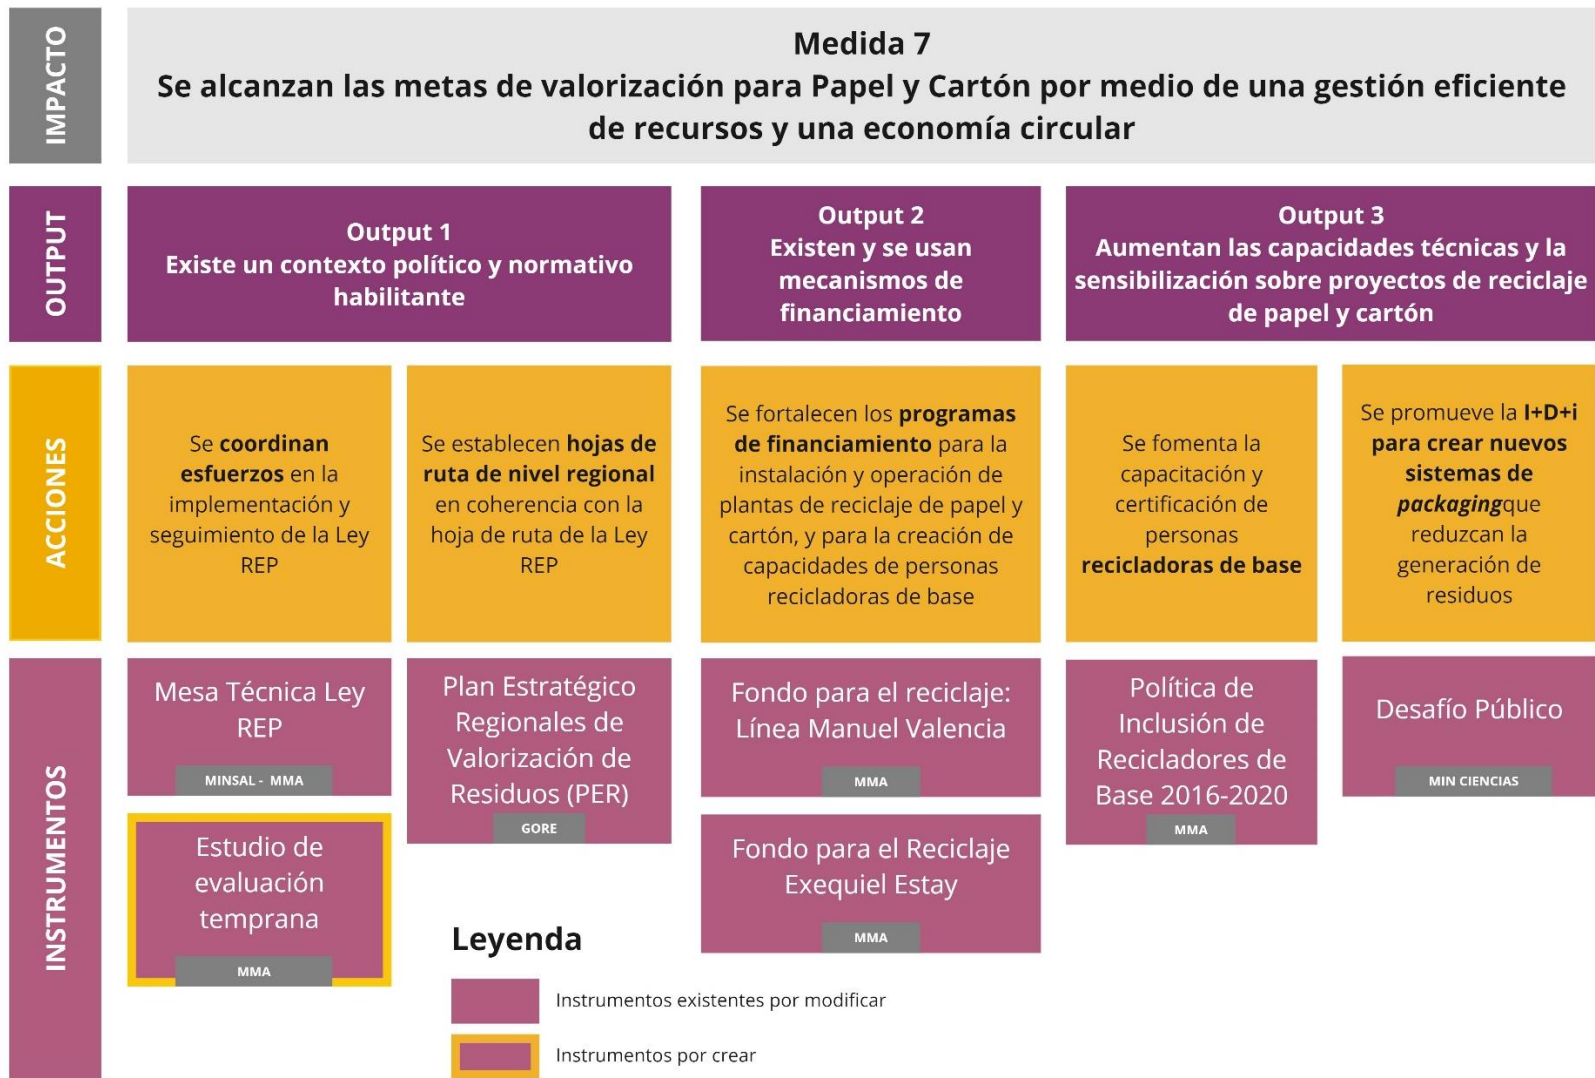 IMPACTO
Medida 7
Se alcanzan las metas de valorización para Papel y Cartón por medio de una gestión eficiente
de recursos y una economía circular
OUTPUT
Output 1
Existe un contexto político y normativo
habilitante
Output 2
Existen y se usan
mecanismos de
financiamiento
Output 3
Aumentan las capacidades técnicas y la
sensibilización sobre proyectos de reciclaje
de papel y cartón
ACCIONES
Se coordinan
esfuerzos en la
implementación y
seguimiento de la Ley
REP
Se establecen hojas de
ruta de nivel regional
en coherencia con la
hoja de ruta de la Ley
REP
Se fortalecen los programas
de financiamiento para la
instalación y operación de
plantas de reciclaje de papel y
cartón, y para la creación de
capacidades de personas
recicladoras de base
Se fomenta la
capacitación y
certificación de
personas
recicladoras de base
Se promueve la I+D+i
para crear nuevos
sistemas de
packagingque
reduzcan la
generación de
residuos
INSTRUMENTOS
Mesa Técnica Ley
REP
MINSAL - MMA
Estudio de
evaluación
temprana
MMA
Plan Estratégico
Regionales de
Valorización de
Residuos (PER)
GORE
Fondo para el reciclaje:
Línea Manuel Valencia
MMA
Fondo para el Reciclaje
Exequiel Estay
MMA
Política de
Inclusión de
Recicladores de
Base 2016-2020
MMA
Desafío Público
MIN CIENCIAS
Leyenda
Instrumentos existentes por modificar
Instrumentos por crear